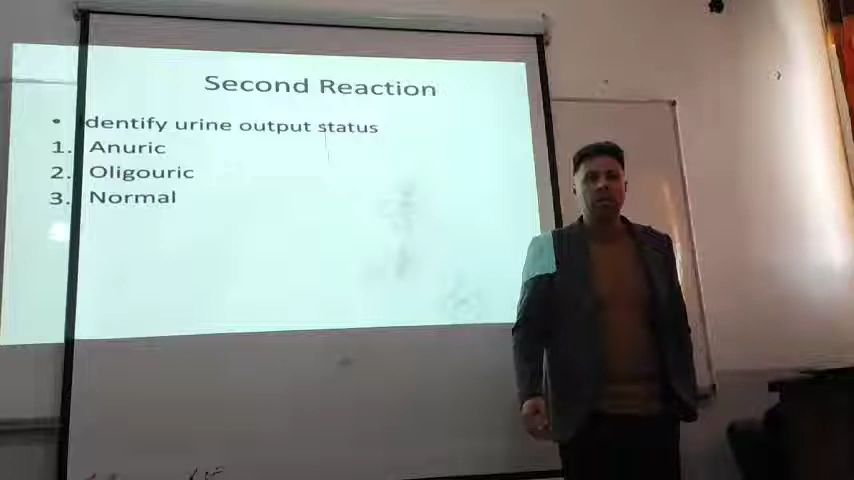 Second Reaction
• Identify urine output status
1. Anuric
2. Oligouric
3. Normal